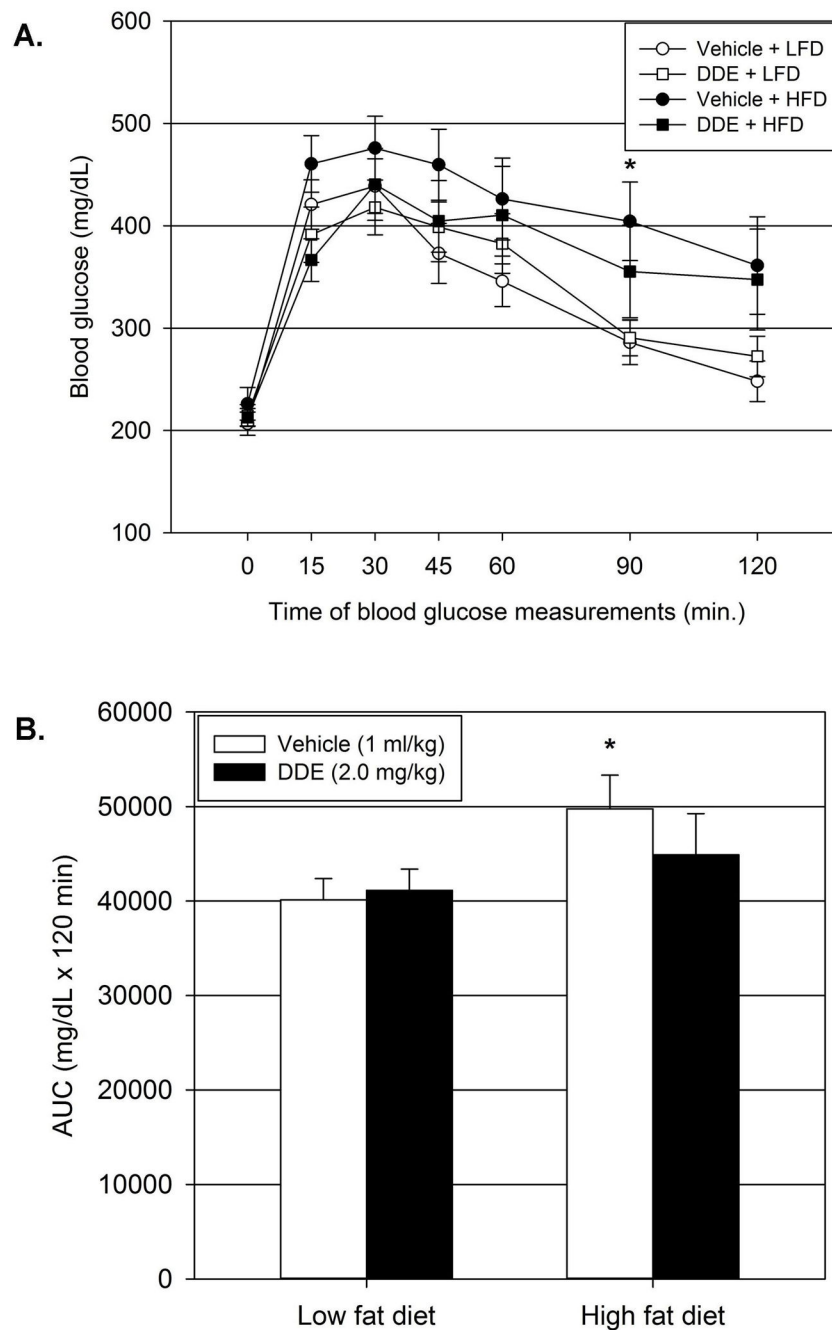 A.
600
500
400
300
200
100
Blood glucose (mg/dL)
Vehicle + LFD
DDE + LFD
Vehicle + HFD
DDE + HFD
*
0 15 30 45 60 90 120
Time of blood glucose measurements (min.)
B.
60000
50000
40000
30000
20000
10000
0
AUC (mg/dL x 120 min)
Vehicle (1 ml/kg)
DDE (2.0 mg/kg)
*
Low fat diet High fat diet